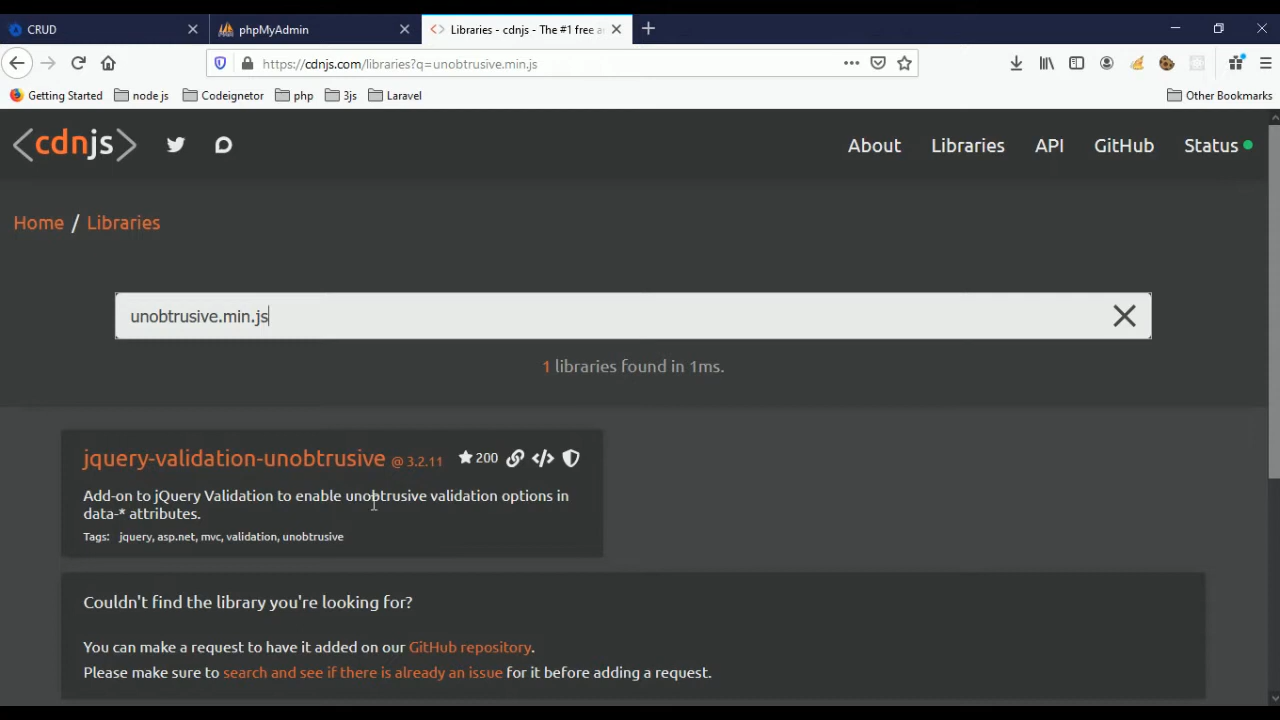 CRUD
phpMyAdmin
Libraries - cdnjs - The #1 free a
https://cdnjs.com/libraries?q=unobtrusive.min.js
Getting Started
node js
Codeignetor
php
3js
Laravel
Other Bookmarks
<cdnjs>
About
Libraries
API
GitHub
Status
Home / Libraries
unobtrusive.min.js
1 libraries found in 1ms.
jquery-validation-unobtrusive @ 3.2.11
200
Add-on to jQuery Validation to enable unobtrusive validation options in
data-* attributes.
Tags: jquery, asp.net, mvc, validation, unobtrusive
Couldn't find the library you're looking for?
You can make a request to have it added on our GitHub repository.
Please make sure to search and see if there is already an issue for it before adding a request.